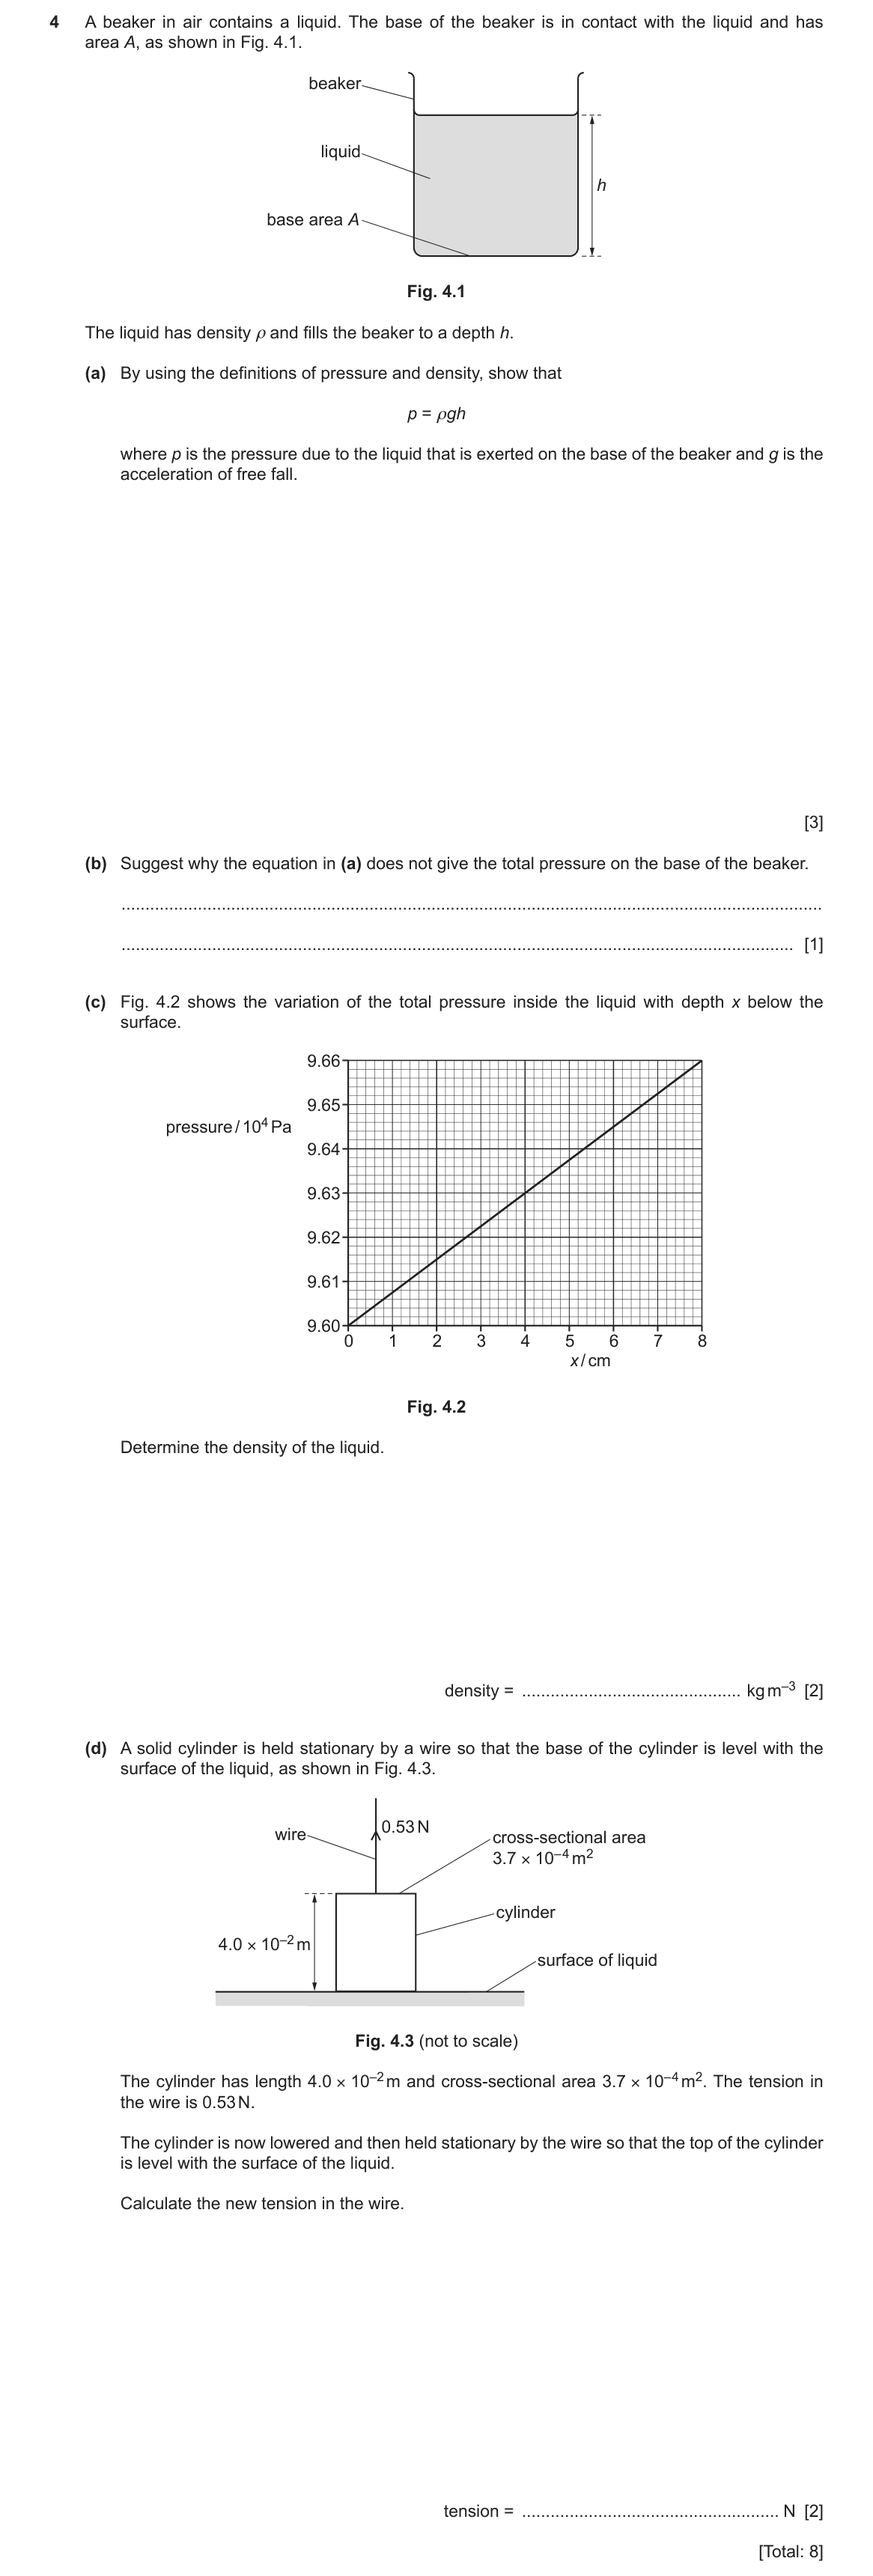 4 A beaker in air contains a liquid. The base of the beaker is in contact with the liquid and has
area A, as shown in Fig. 4.1.
beaker
liquid
h
base area A
Fig. 4.1
The liquid has density ρ and fills the beaker to a depth h.
(a) By using the definitions of pressure and density, show that
p = ρgh
where p is the pressure due to the liquid that is exerted on the base of the beaker and g is the
acceleration of free fall.
[3]
(b) Suggest why the equation in (a) does not give the total pressure on the base of the beaker.
...................................................................................................................................................
............................................................................................................................................. [1]
(c) Fig. 4.2 shows the variation of the total pressure inside the liquid with depth x below the
surface.
9.66
9.65
pressure / 10⁴ Pa
9.64
9.63
9.62
9.61
9.60
0 1 2 3 4 5 6 7 8
x / cm
Fig. 4.2
Determine the density of the liquid.
density = .............................................. kg m⁻³ [2]
(d) A solid cylinder is held stationary by a wire so that the base of the cylinder is level with the
surface of the liquid, as shown in Fig. 4.3.
wire
0.53 N
cross-sectional area
3.7 × 10⁻⁴ m²
cylinder
4.0 × 10⁻² m
surface of liquid
Fig. 4.3 (not to scale)
The cylinder has length 4.0 × 10⁻² m and cross-sectional area 3.7 × 10⁻⁴ m². The tension in
the wire is 0.53 N.
The cylinder is now lowered and then held stationary by the wire so that the top of the cylinder
is level with the surface of the liquid.
Calculate the new tension in the wire.
tension = ...................................................... N [2]
[Total: 8]